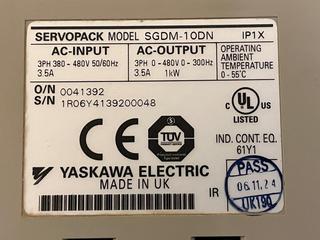 SERVOPACK MODEL SGDM-10DN IP1X
AC-INPUT
3PH 380 - 480V 50/60Hz
3.5A
AC-OUTPUT
3PH 0-480V 0-300Hz
3.5A 1kW
OPERATING
AMBIENT
TEMPERATURE
0 - 55°C
O/N 0041392
S/N 1R06Y4139200048
CE
TÜV
C UL US
LISTED
IND. CONT. EQ.
61Y1
YASKAWA ELECTRIC
MADE IN UK
IR
PASS
06.11.24
UK190